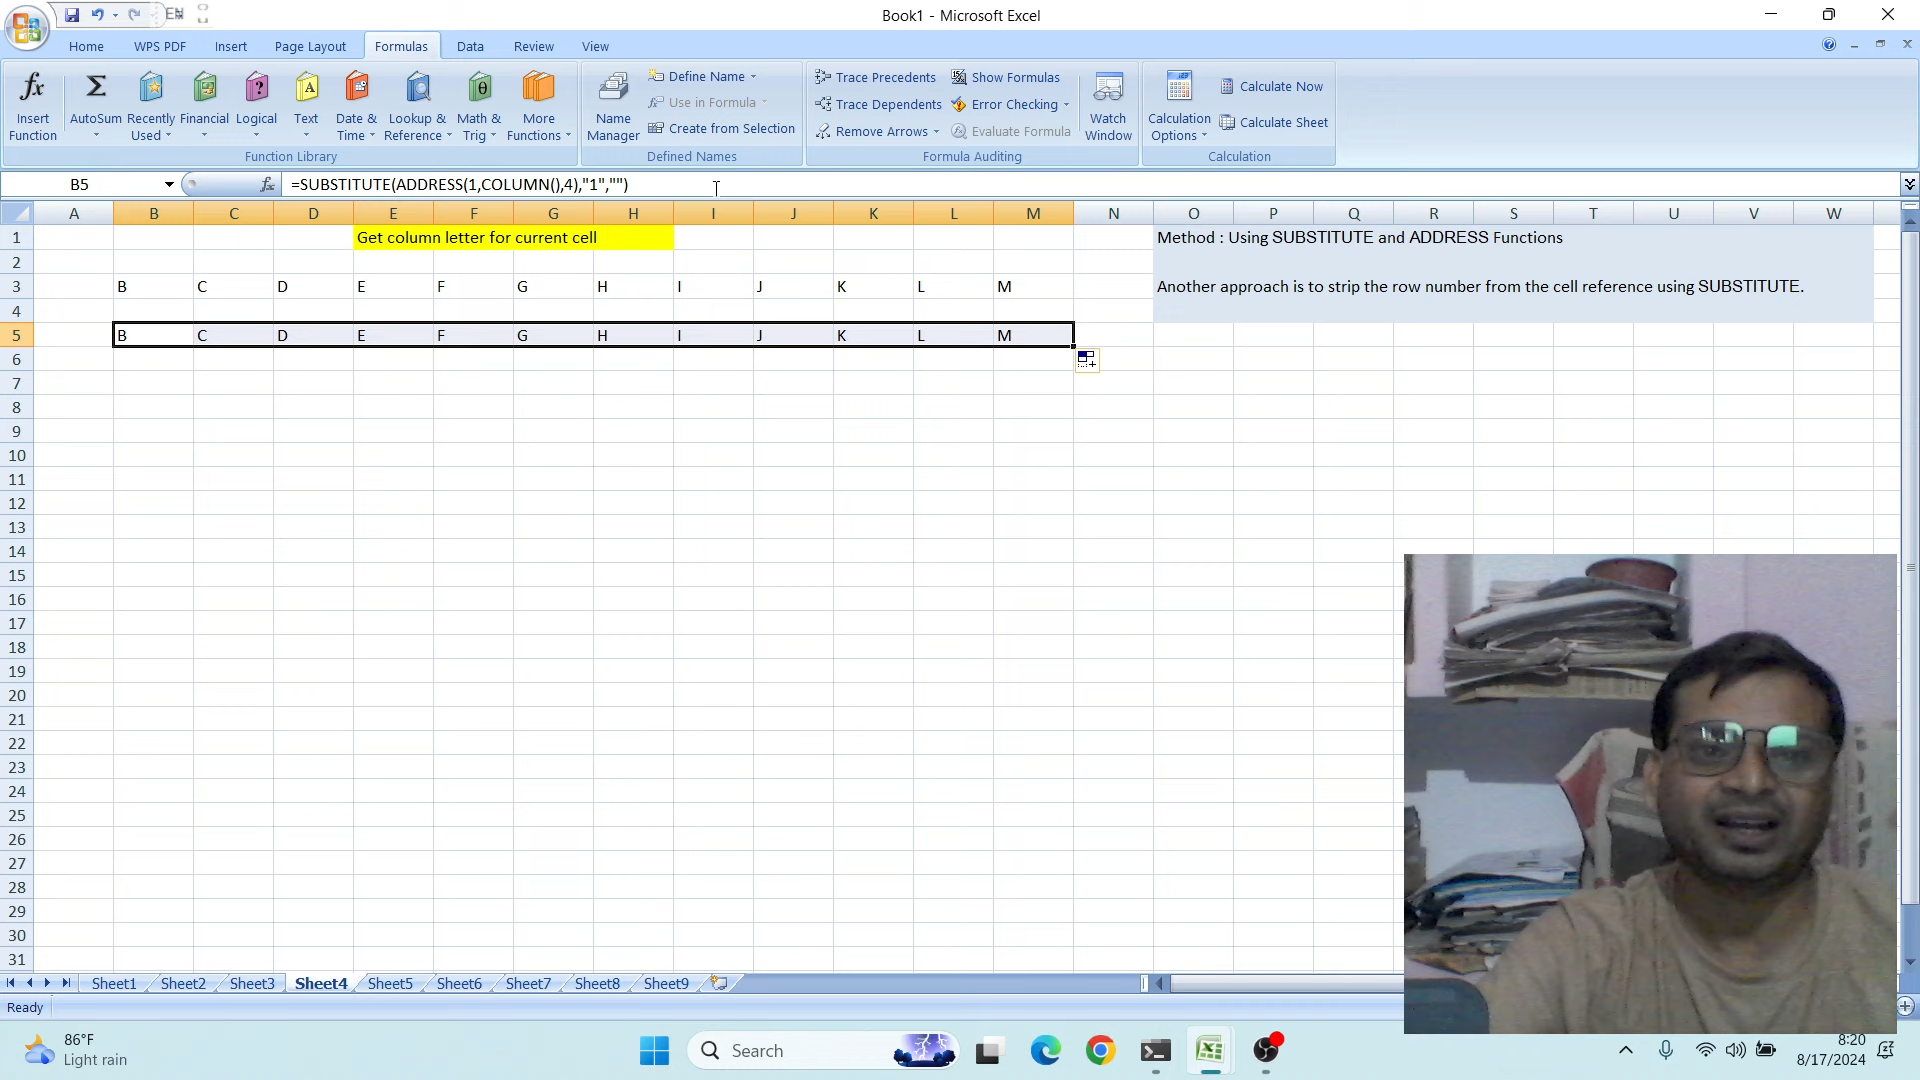 EN
Book1 - Microsoft Excel
Home WPS PDF Insert Page Layout Formulas Data Review View
Insert Function
AutoSum
Recently Used
Financial
Logical
Text
Date & Time
Lookup & Reference
Math & Trig
More Functions
Function Library
Name Manager
Define Name
Use in Formula
Create from Selection
Defined Names
Trace Precedents
Trace Dependents
Remove Arrows
Show Formulas
Error Checking
Evaluate Formula
Formula Auditing
Watch Window
Calculation Options
Calculate Now
Calculate Sheet
Calculation
B5 fx =SUBSTITUTE(ADDRESS(1,COLUMN(),4),"1","")
A B C D E F G H I J K L M N O P Q R S T U V W
1 Get column letter for current cell Method : Using SUBSTITUTE and ADDRESS Functions
2
3 B C D E F G H I J K L M Another approach is to strip the row number from the cell reference using SUBSTITUTE.
4
5 B C D E F G H I J K L M
6
7
8
9
10
11
12
13
14
15
16
17
18
19
20
21
22
23
24
25
26
27
28
29
30
31
Sheet1 Sheet2 Sheet3 Sheet4 Sheet5 Sheet6 Sheet7 Sheet8 Sheet9
Ready
86°F
Light rain
Search
8:20
8/17/2024